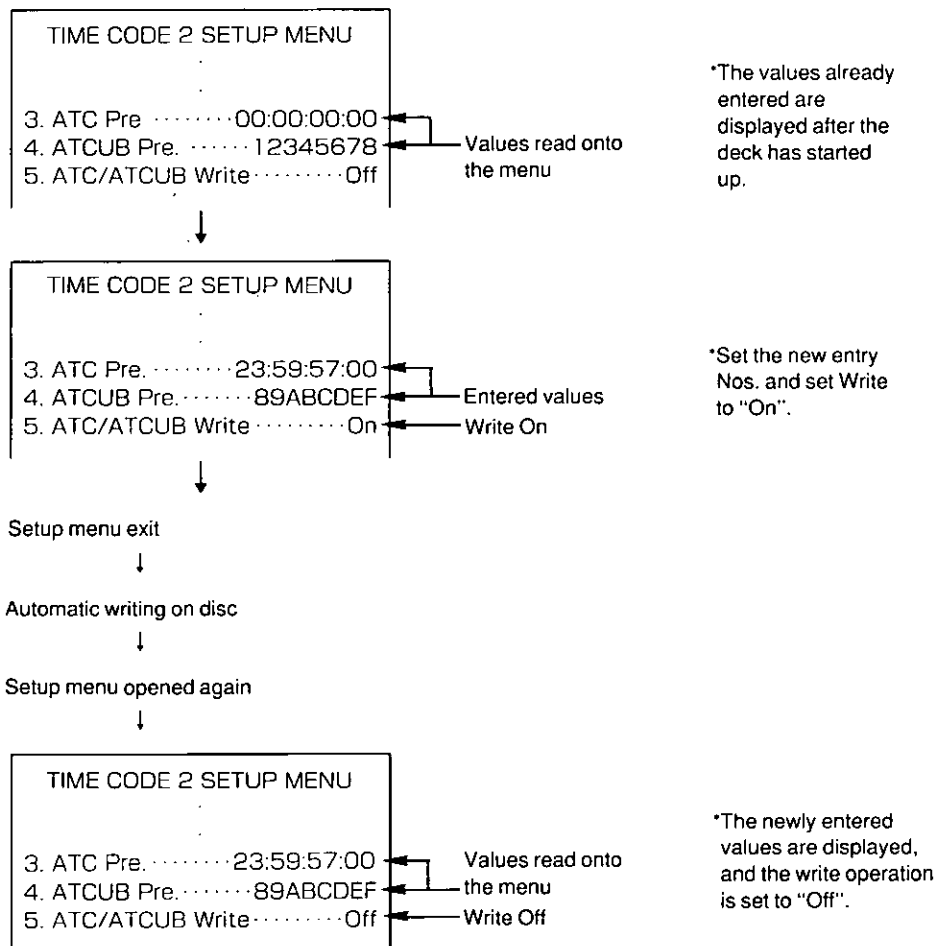 TIME CODE 2 SETUP MENU
3. ATC Pre ········00:00:00:00
4. ATCUB Pre. ······12345678
5. ATC/ATCUB Write·········Off
Values read onto
the menu
*The values already
entered are
displayed after the
deck has started
up.
↓
TIME CODE 2 SETUP MENU
3. ATC Pre. ········23:59:57:00
4. ATCUB Pre.·······89ABCDEF
5. ATC/ATCUB Write·········On
Entered values
Write On
*Set the new entry
Nos. and set Write
to “On”.
↓
Setup menu exit
↓
Automatic writing on disc
↓
Setup menu opened again
↓
TIME CODE 2 SETUP MENU
3. ATC Pre. ········23:59:57:00
4. ATCUB Pre.·······89ABCDEF
5. ATC/ATCUB Write·········Off
Values read onto
the menu
Write Off
*The newly entered
values are displayed,
and the write operation
is set to “Off”.